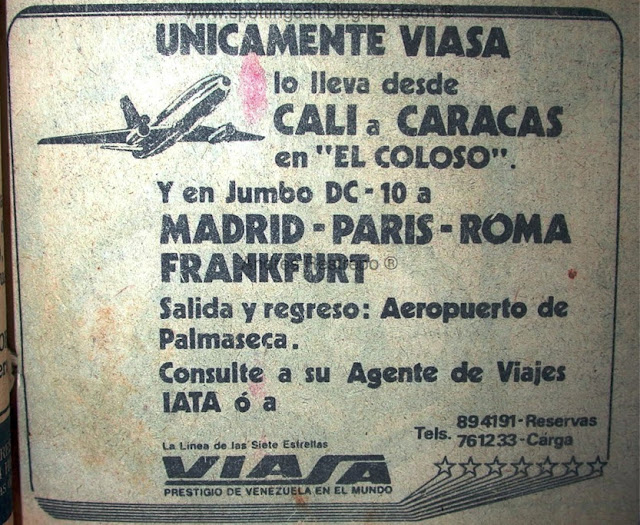 UNICAMENTE VIASA
lo lleva desde
CALI a CARACAS
en "EL COLOSO".
Y en Jumbo DC-10 a
MADRID - PARIS - ROMA
FRANKFURT
Salida y regreso: Aeropuerto de
Palmaseca.
Consulte a su Agente de Viajes
IATA ó a
Tels. 894191-Reservas
761233-Carga
La Linea de las Siete Estrellas
VIASA
PRESTIGIO DE VENEZUELA EN EL MUNDO